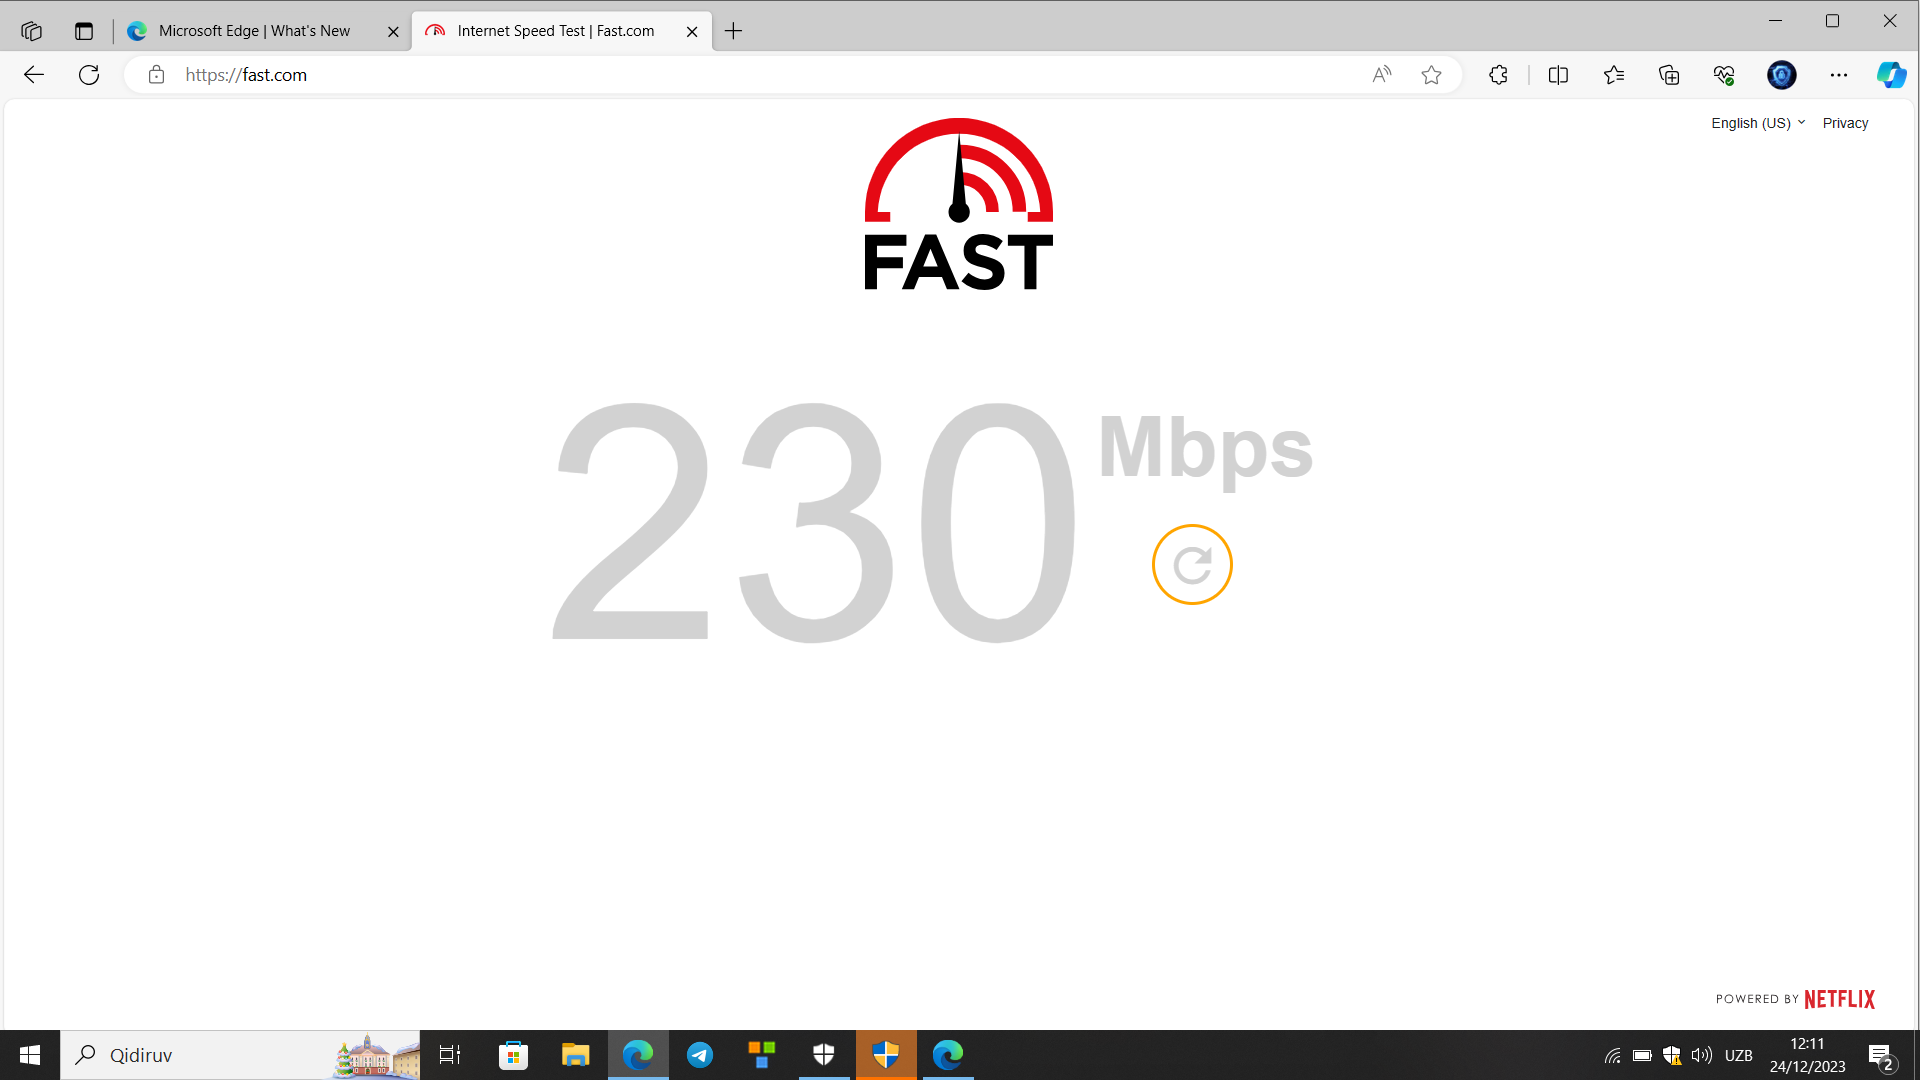 Microsoft Edge | What's New
Internet Speed Test | Fast.com
https://fast.com
English (US)
Privacy
FAST
230 Mbps
POWERED BY NETFLIX
Qidiruv
UZB
12:11
24/12/2023
2